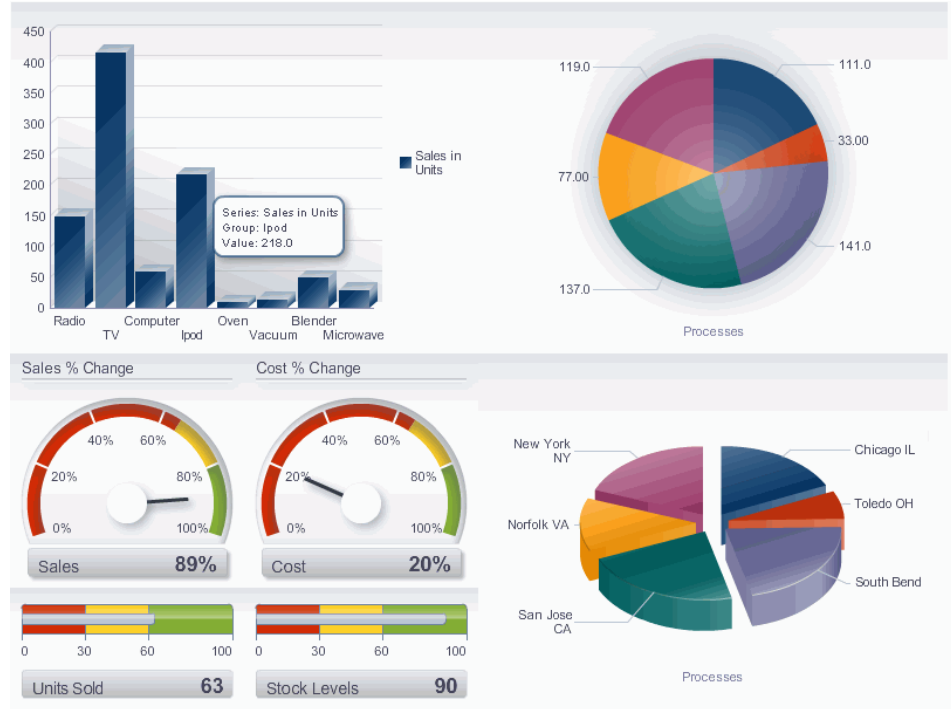 450
400
350
300
250
200
150
100
50
0
Radio
TV
Computer
Ipod
Oven
Vacuum
Blender
Microwave
Sales in
Units
Series: Sales in Units
Group: Ipod
Value: 218.0
119.0
111.0
33.00
77.00
141.0
137.0
Processes
Sales % Change
0%
20%
40%
60%
80%
100%
Sales 89%
Cost % Change
0%
20%
40%
60%
80%
100%
Cost 20%
0 30 60 100
Units Sold 63
0 30 60 100
Stock Levels 90
New York
NY
Chicago IL
Toledo OH
Norfolk VA
South Bend
San Jose
CA
Processes